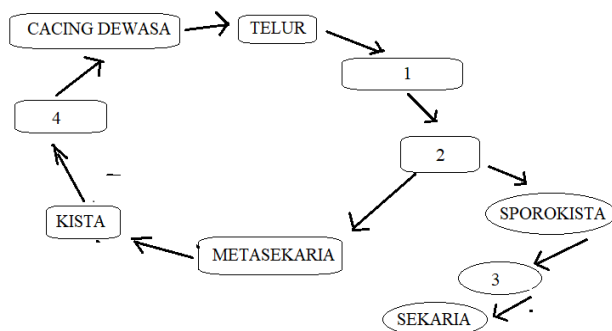 CACING DEWASA
TELUR
1
4
2
SPOROKISTA
KISTA
METASEKARIA
3
SEKARIA